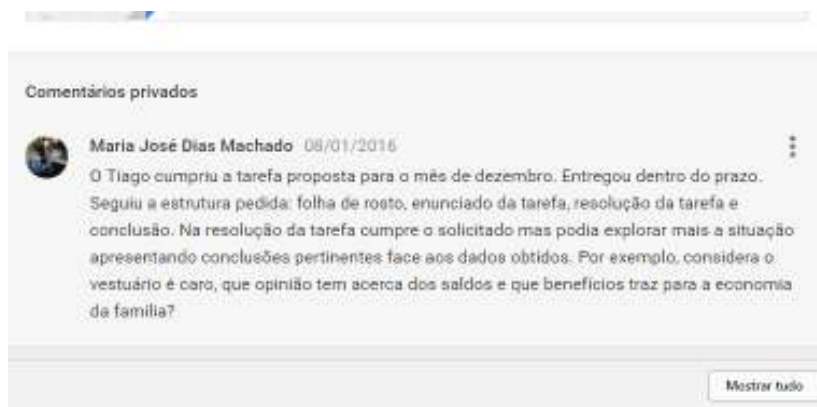 Comentários privados
Maria José Dias Machado 08/01/2016
O Tiago cumpriu a tarefa proposta para o mês de dezembro. Entregou dentro do prazo.
Seguiu a estrutura pedida: folha de rosto, enunciado da tarefa, resolução da tarefa e
conclusão. Na resolução da tarefa cumpre o solicitado mas podia explorar mais a situação
apresentando conclusões pertinentes face aos dados obtidos. Por exemplo, considera o
vestuário é caro, que opinião tem acerca dos saldos e que benefícios traz para a economia
da família?
Mostrar tudo